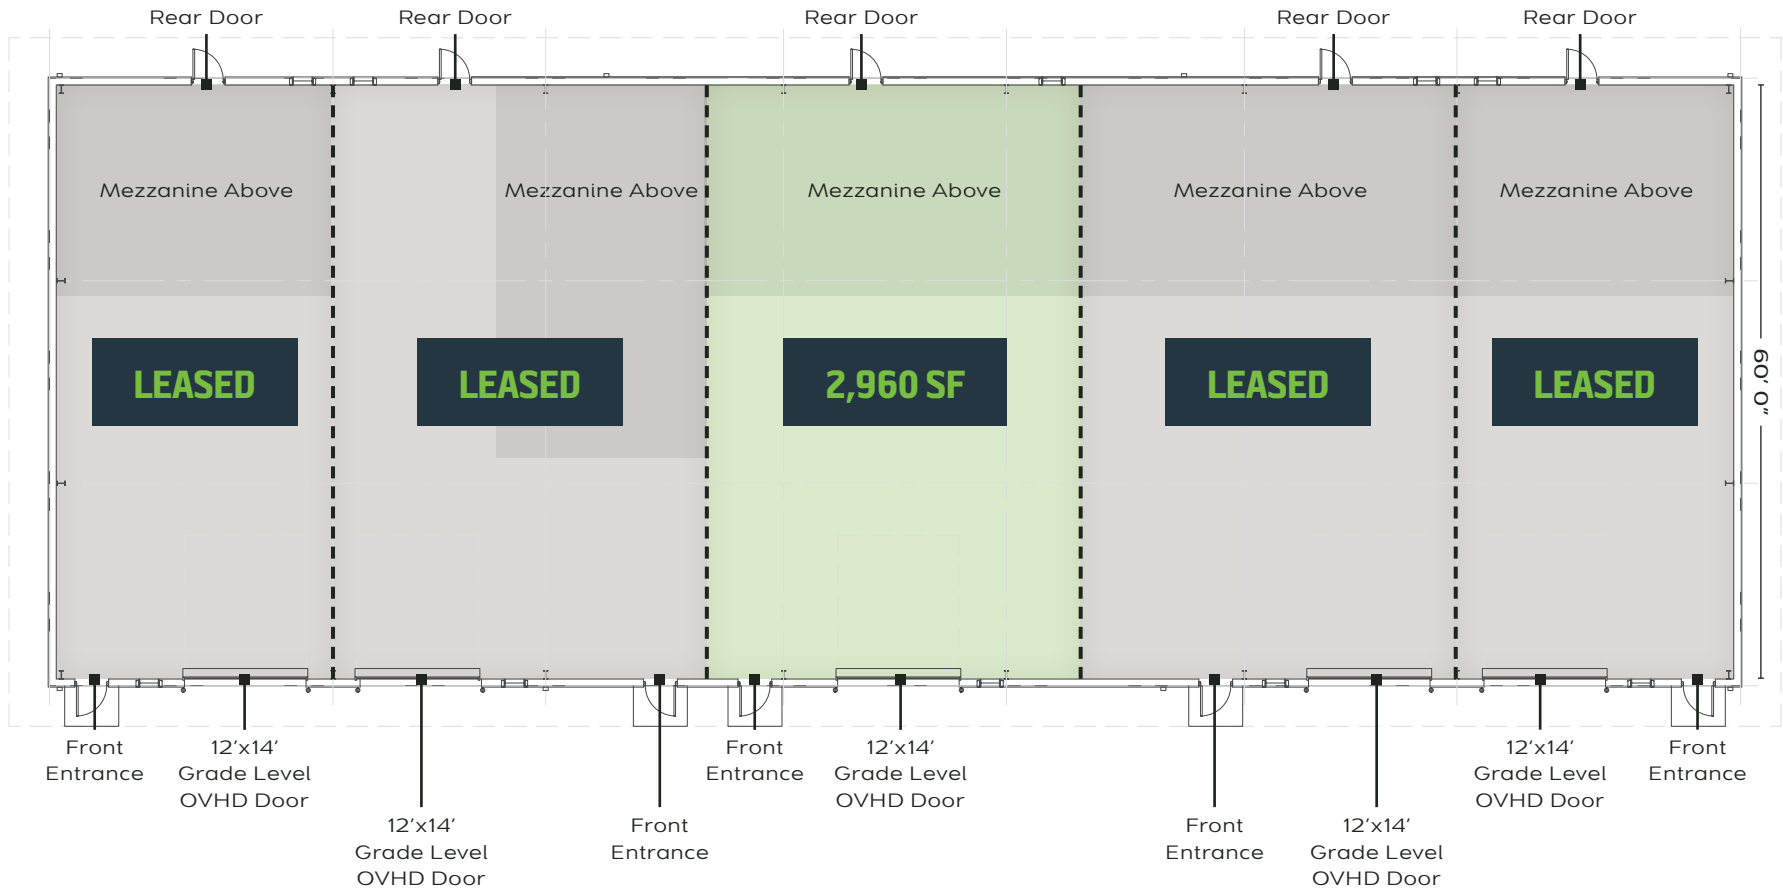 Rear Door
Rear Door
Rear Door
Rear Door
Rear Door
Mezzanine Above
Mezzanine Above
Mezzanine Above
Mezzanine Above
Mezzanine Above
LEASED
LEASED
2,960 SF
LEASED
LEASED
60’ 0”
Front
Entrance
12’x14’
Grade Level
OVHD Door
12’x14’
Grade Level
OVHD Door
Front
Entrance
Front
Entrance
12’x14’
Grade Level
OVHD Door
Front
Entrance
12’x14’
Grade Level
OVHD Door
12’x14’
Grade Level
OVHD Door
Front
Entrance